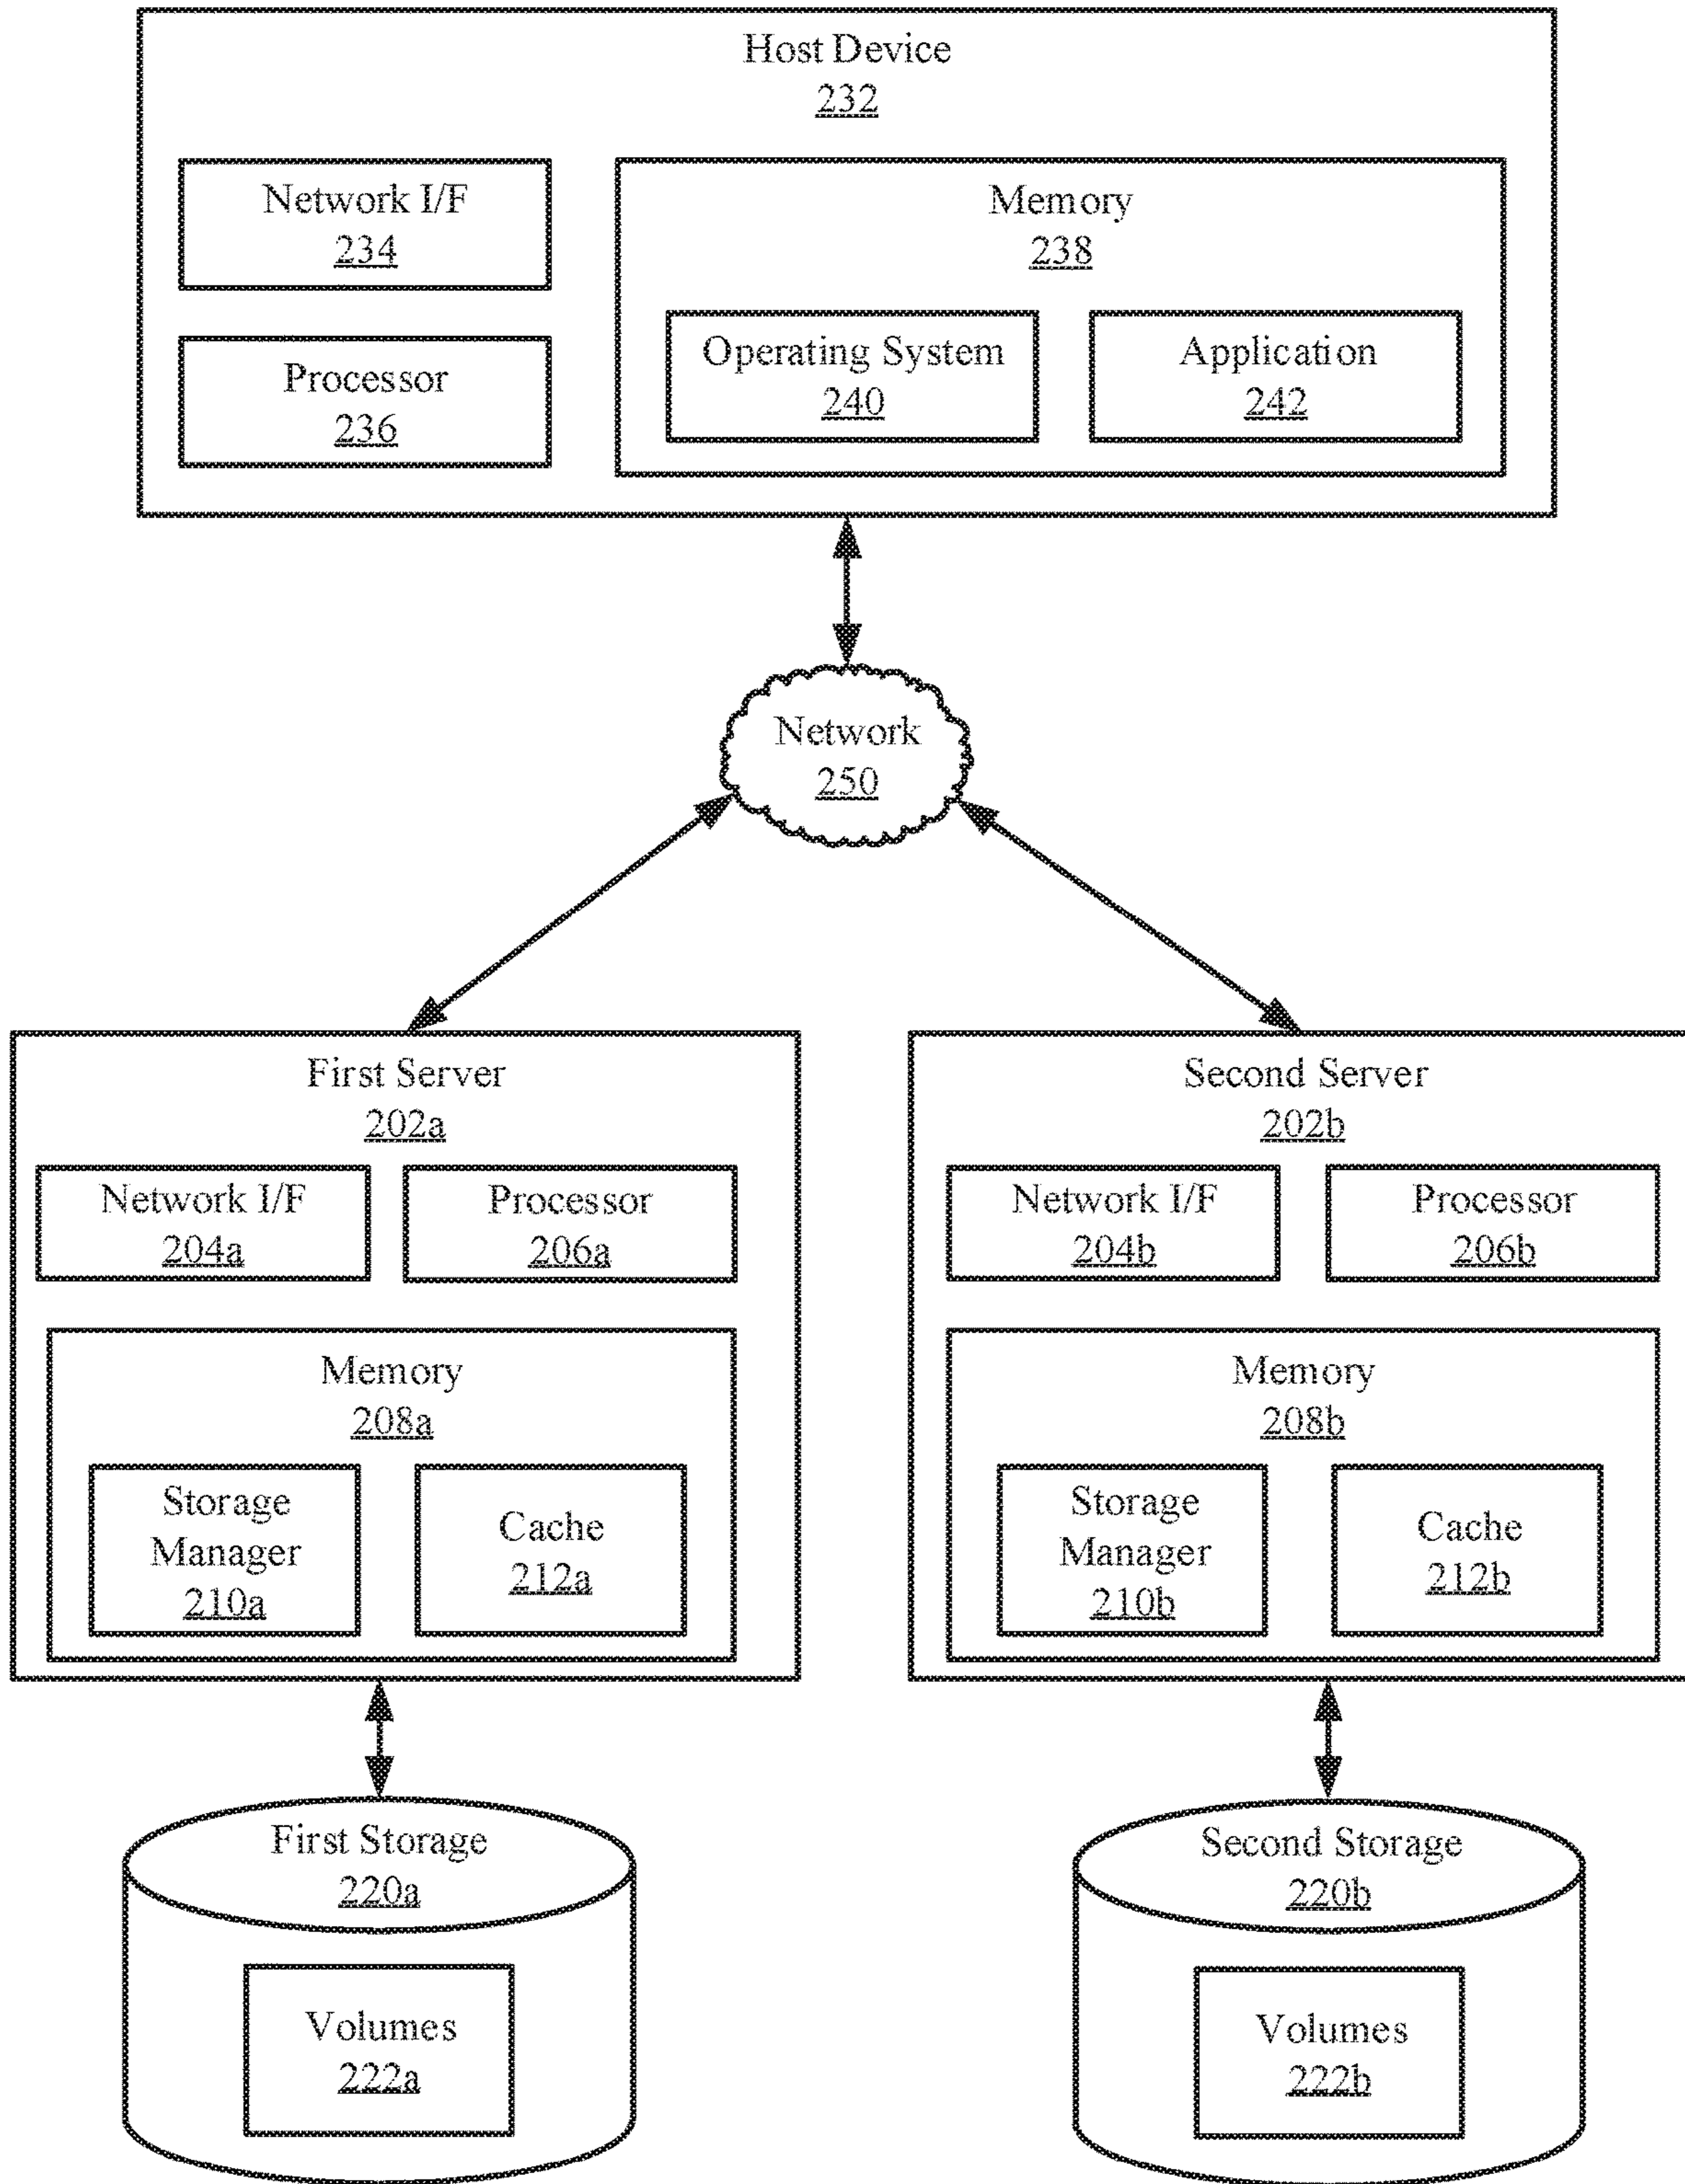 Host Device
232
Network I/F
234
Processor
236
Memory
238
Operating System
240
Application
242
Network
250
First Server
202a
Network I/F
204a
Processor
206a
Memory
208a
Storage
Manager
210a
Cache
212a
Second Server
202b
Network I/F
204b
Processor
206b
Memory
208b
Storage
Manager
210b
Cache
212b
First Storage
220a
Volumes
222a
Second Storage
220b
Volumes
222b